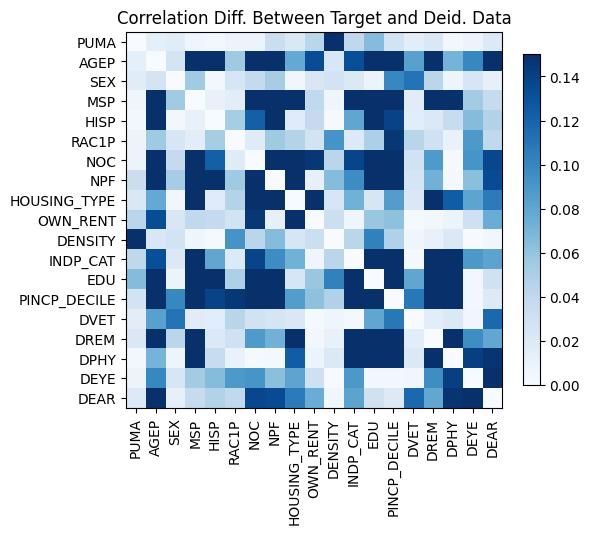 Correlation Diff. Between Target and Deid. Data
PUMA
AGEP
SEX
MSP
HISP
RAC1P
NOC
NPF
HOUSING_TYPE
OWN_RENT
DENSITY
INDP_CAT
EDU
PINCP_DECILE
DVET
DREM
DPHY
DEYE
DEAR
PUMA
AGEP
SEX
MSP
HISP
RAC1P
NOC
NPF
HOUSING_TYPE
OWN_RENT
DENSITY
INDP_CAT
EDU
PINCP_DECILE
DVET
DREM
DPHY
DEYE
DEAR
0.14
0.12
0.10
0.08
0.06
0.04
0.02
0.00